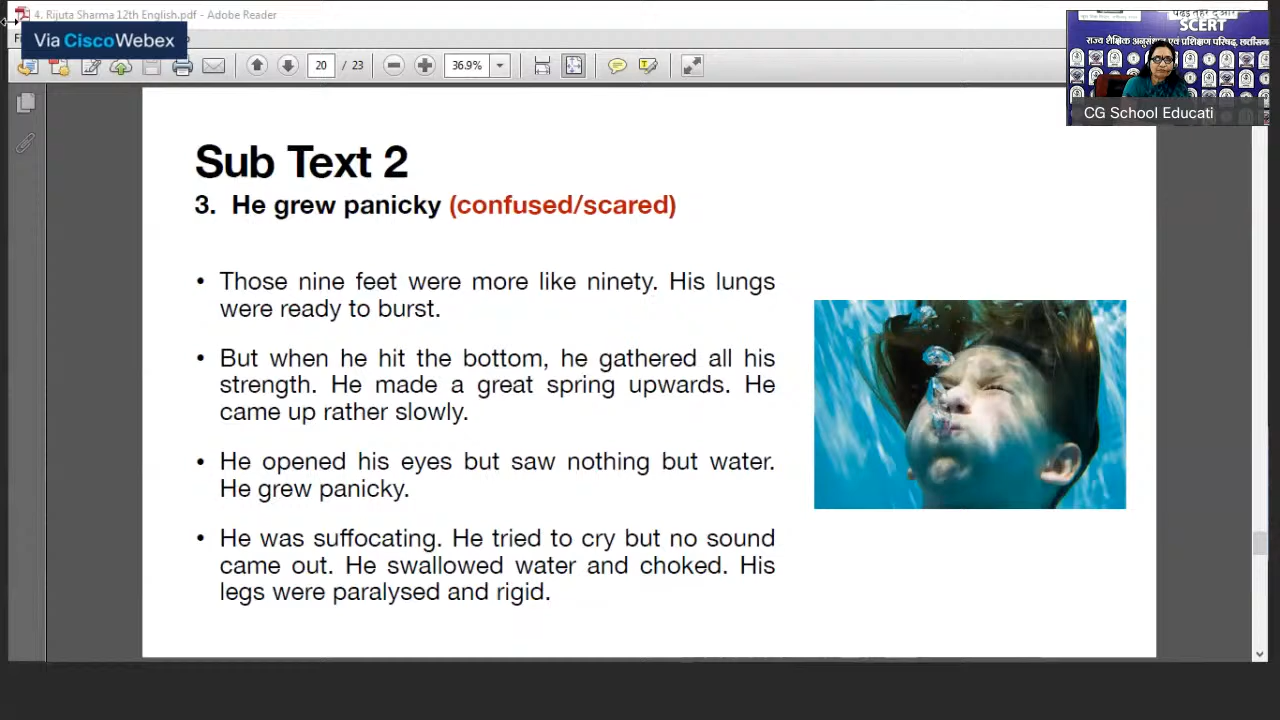 4. Rijuta Sharma 12th English.pdf - Adobe Reader
Via CiscoWebex
20 / 23
36.9%
SCERT
CG School Educati
Sub Text 2
3. He grew panicky (confused/scared)
• Those nine feet were more like ninety. His lungs
were ready to burst.
• But when he hit the bottom, he gathered all his
strength. He made a great spring upwards. He
came up rather slowly.
• He opened his eyes but saw nothing but water.
He grew panicky.
• He was suffocating. He tried to cry but no sound
came out. He swallowed water and choked. His
legs were paralysed and rigid.